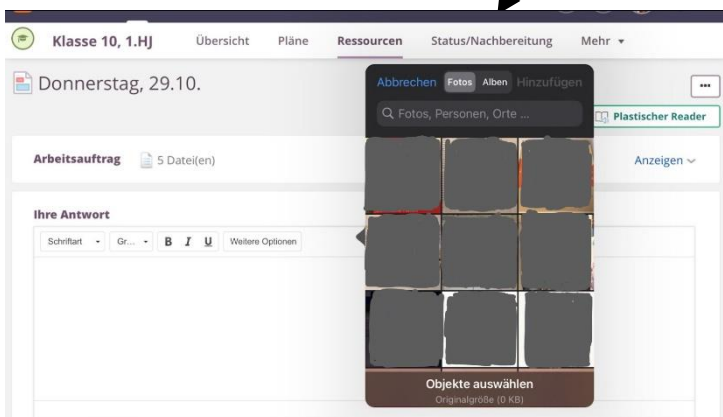 Klasse 10, 1.HJ Übersicht Pläne Ressourcen Status/Nachbereitung Mehr
Donnerstag, 29.10.
Abbrechen Fotos Alben Hinzufügen
Fotos, Personen, Orte ...
Plastischer Reader
Arbeitsauftrag 5 Datei(en) Anzeigen
Ihre Antwort
Schriftart Gr... B I U Weitere Optionen
Objekte auswählen
Originalgröße (0 KB)